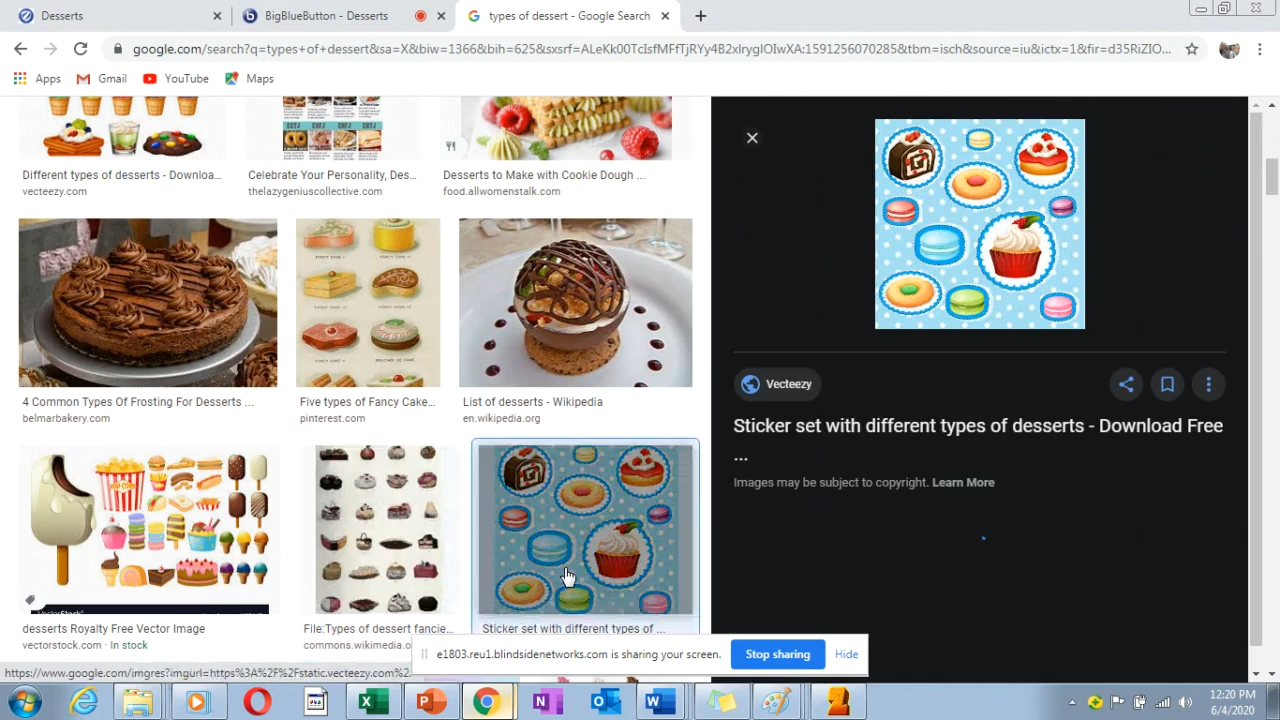 Desserts
BigBlueButton - Desserts
types of dessert - Google Search
google.com/search?q=types+of+dessert&sa=X&biw=1366&bih=625&sxsrf=ALeKk00TcIsfMFfTjRYy4B2xIrygIOIwXA:1591256070285&tbm=isch&source=iu&ictx=1&fir=d35RiZIO...
Apps
Gmail
YouTube
Maps
Different types of desserts - Downloa...
vecteezy.com
Celebrate Your Personality, Des...
thelazygeniuscollective.com
Desserts to Make with Cookie Dough ...
food.allwomenstalk.com
4 Common Types Of Frosting For Desserts ...
belmarbakery.com
Five types of Fancy Cake...
pinterest.com
List of desserts - Wikipedia
en.wikipedia.org
desserts Royalty Free Vector Image
vectorstock.com · In stock
File:Types of dessert fancie...
commons.wikimedia.o
Sticker set with different types of ...
Vecteezy
Sticker set with different types of desserts - Download Free
...
Images may be subject to copyright. Learn More
e1803.reu1.blindsidenetworks.com is sharing your screen.
Stop sharing
Hide
https://www.google.com/imgres?imgurl=https%3A%2F%2Fstatic.vecteezy.com%2
12:20 PM
6/4/2020